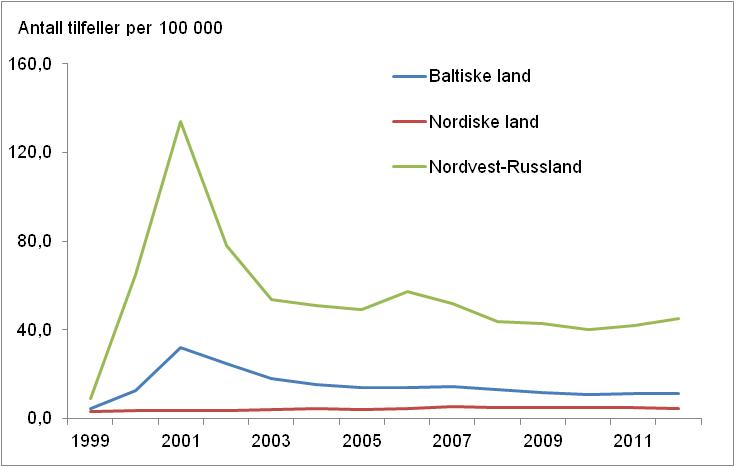 Antall tilfeller per 100 000
160,0
120,0
80,0
40,0
0,0
Baltiske land
Nordiske land
Nordvest-Russland
1999 2001 2003 2005 2007 2009 2011